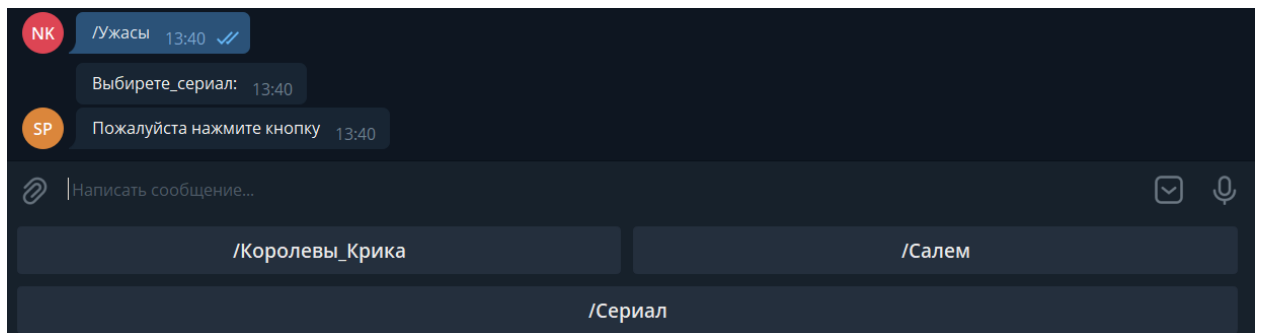 NK
/Ужасы 13:40
Выбирете_сериал: 13:40
SP
Пожалуйста нажмите кнопку 13:40
Написать сообщение...
/Королевы_Крика
/Салем
/Сериал